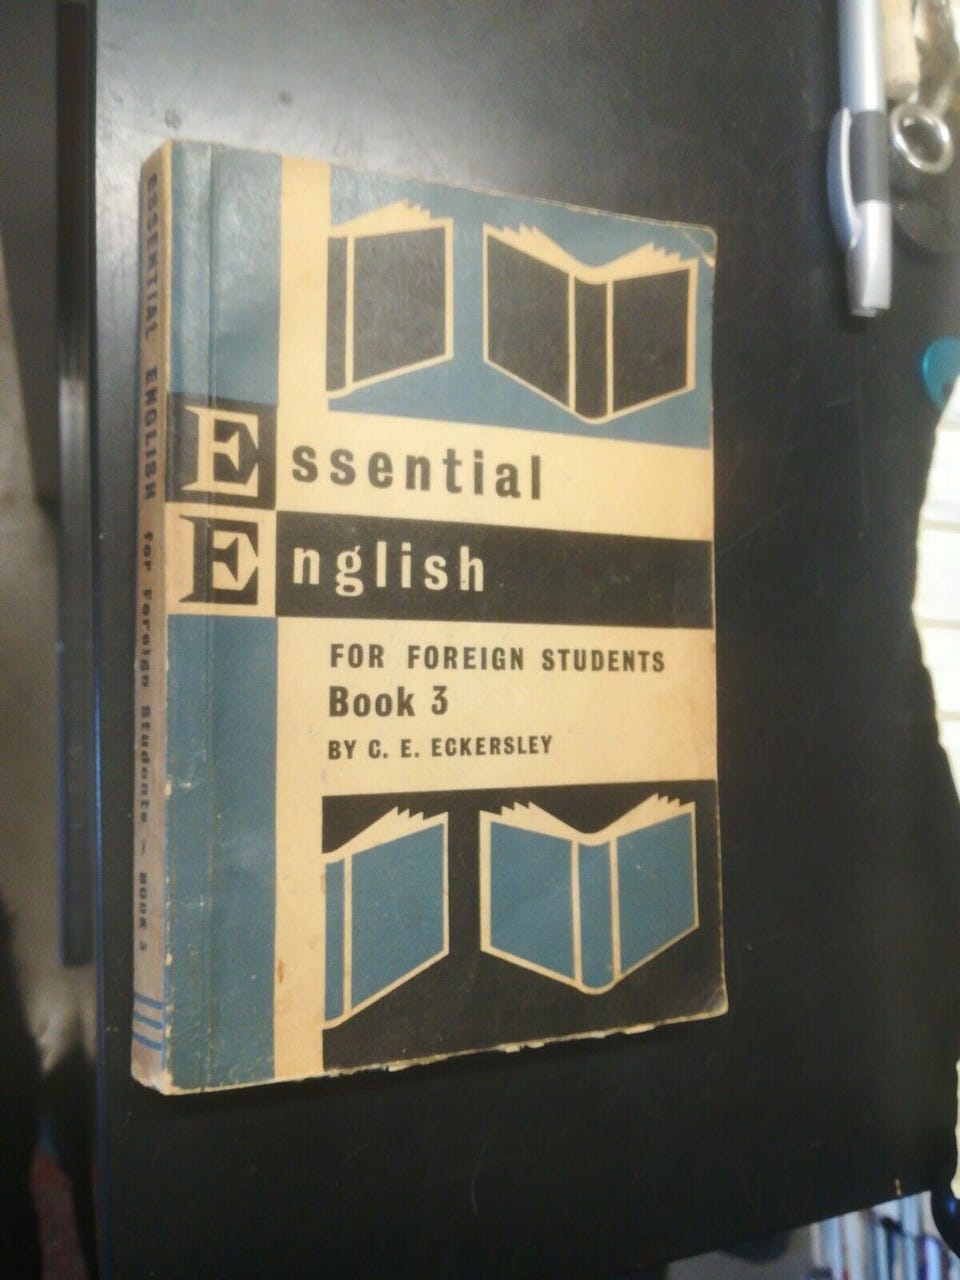 Essential
English
FOR FOREIGN STUDENTS
Book 3
BY C. E. ECKERSLEY
ESSENTIAL ENGLISH for Foreign Students — BOOK 3